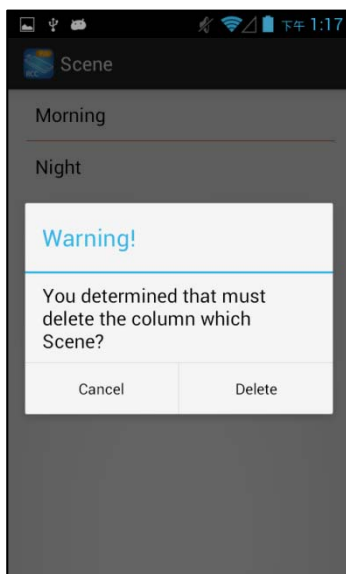 下午 1:17
Scene
Morning
Night
Warning!
You determined that must
delete the column which
Scene?
Cancel
Delete